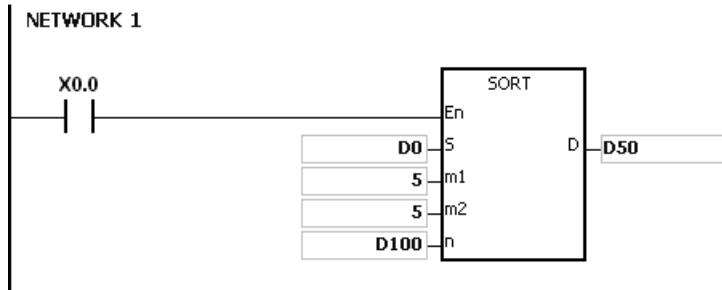 NETWORK 1
X0.0
SORT
En
D0 S D D50
5 m1
5 m2
D100 n